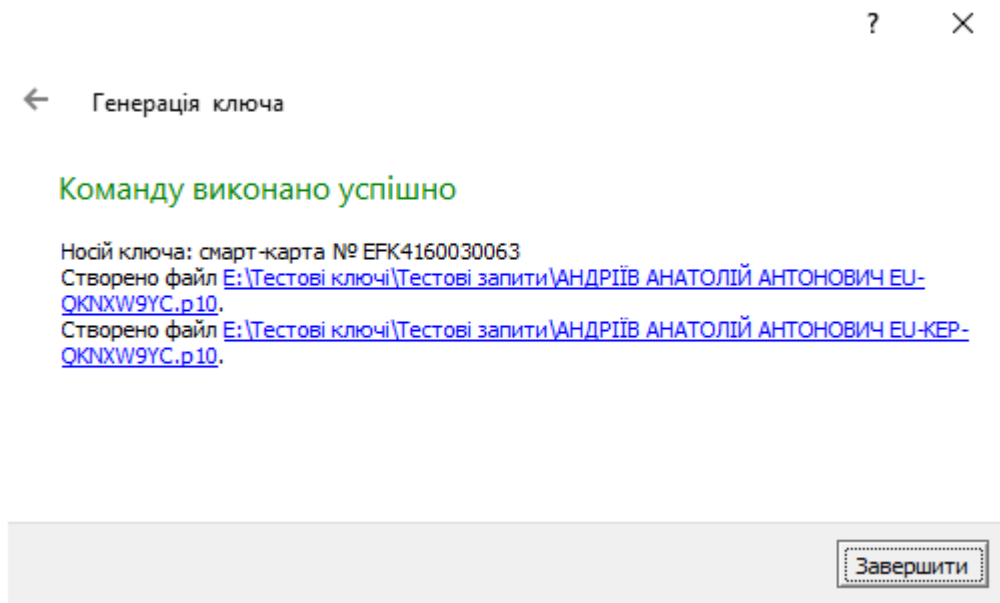 ?
Генерація ключа
Команду виконано успішно
Носій ключа: смарт-карта № EFK4160030063
Створено файл E:\Тестові ключі\Тестові запити\АНДРІЇВ АНАТОЛІЙ АНТОНОВИЧ EU-
QKNXW9YC.p10.
Створено файл E:\Тестові ключі\Тестові запити\АНДРІЇВ АНАТОЛІЙ АНТОНОВИЧ EU-KEP-
QKNXW9YC.p10.
Завершити